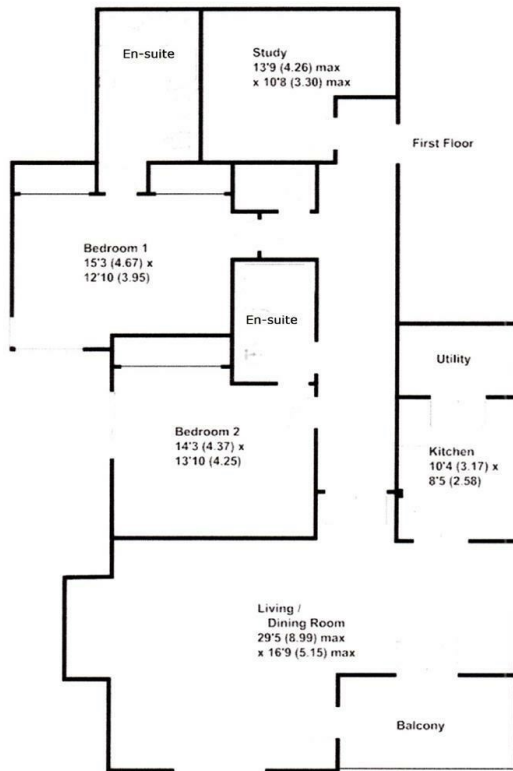 En-suite
Study
13'9 (4.26) max
x 10'8 (3.30) max
First Floor
Bedroom 1
15'3 (4.67) x
12'10 (3.95)
En-suite
Utility
Bedroom 2
14'3 (4.37) x
13'10 (4.25)
Kitchen
10'4 (3.17) x
8'5 (2.58)
Living /
Dining Room
29'5 (8.99) max
x 16'9 (5.15) max
Balcony